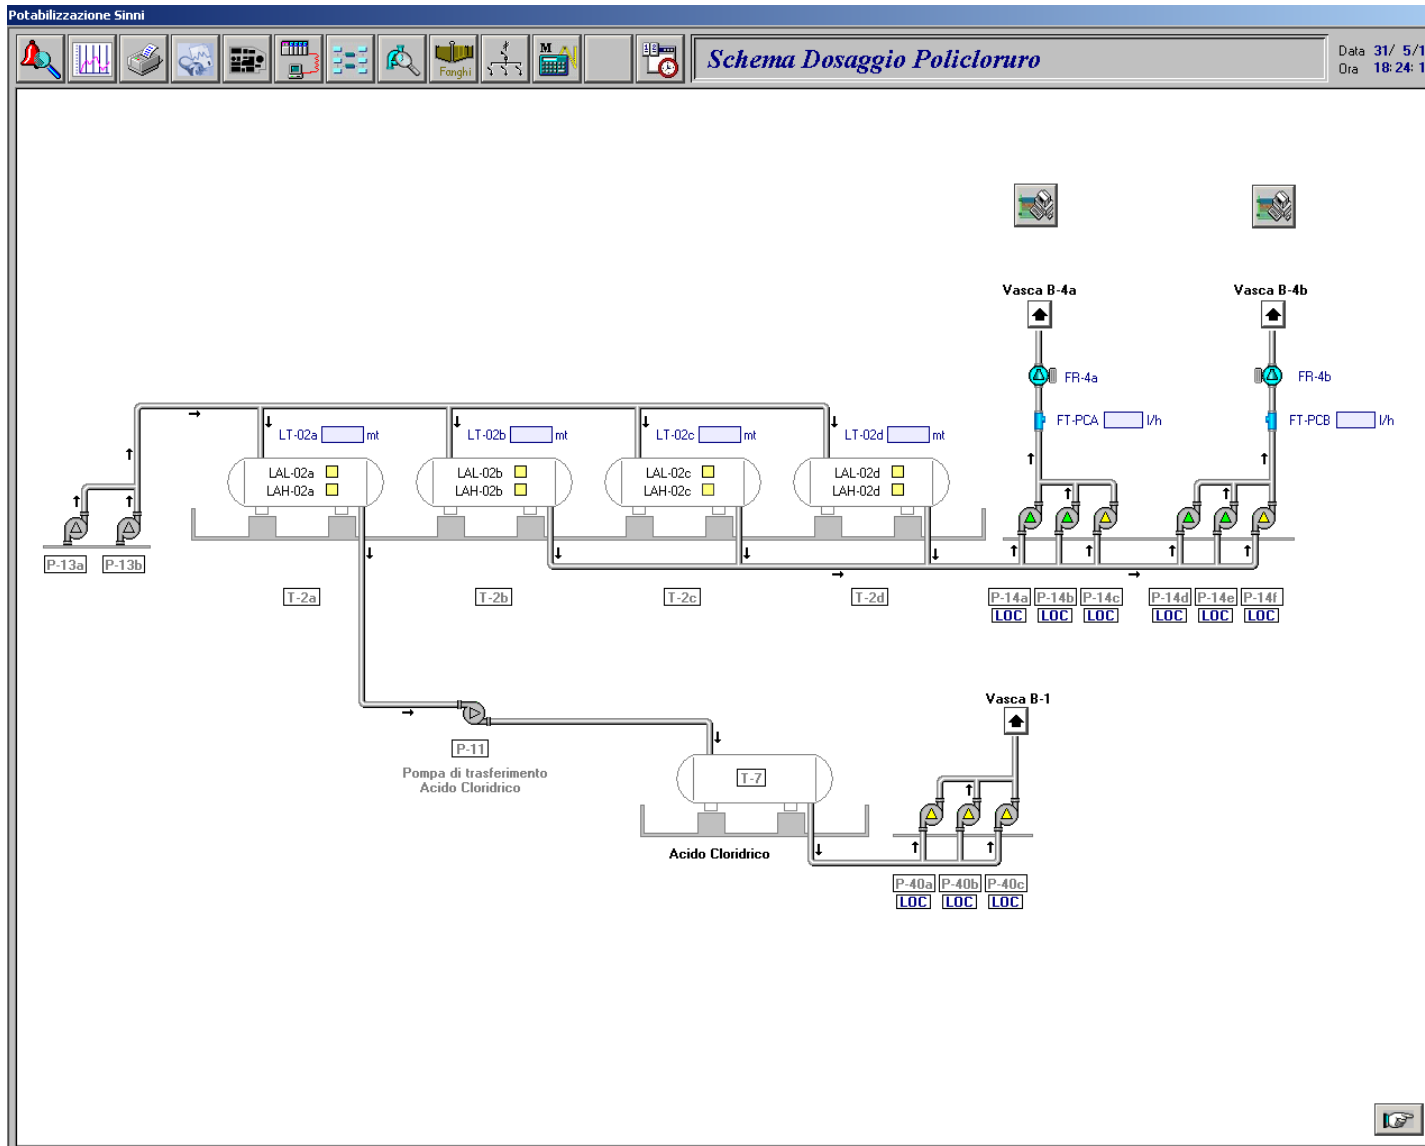 Potabilizzazione Sinni
Fanghi
M
Schema Dosaggio Policloruro
Data 31/ 5/1
Ora 18:24:1
Vasca B-4a
Vasca B-4b
FR-4a
FR-4b
FT-PCA l/h
FT-PCB l/h
LT-02a mt
LT-02b mt
LT-02c mt
LT-02d mt
LAL-02a
LAH-02a
LAL-02b
LAH-02b
LAL-02c
LAH-02c
LAL-02d
LAH-02d
P-13a
P-13b
T-2a
T-2b
T-2c
T-2d
P-14a
P-14b
P-14c
P-14d
P-14e
P-14f
LOC
LOC
LOC
LOC
LOC
LOC
Vasca B-1
P-11
Pompa di trasferimento
Acido Cloridrico
T-7
Acido Cloridrico
P-40a
P-40b
P-40c
LOC
LOC
LOC